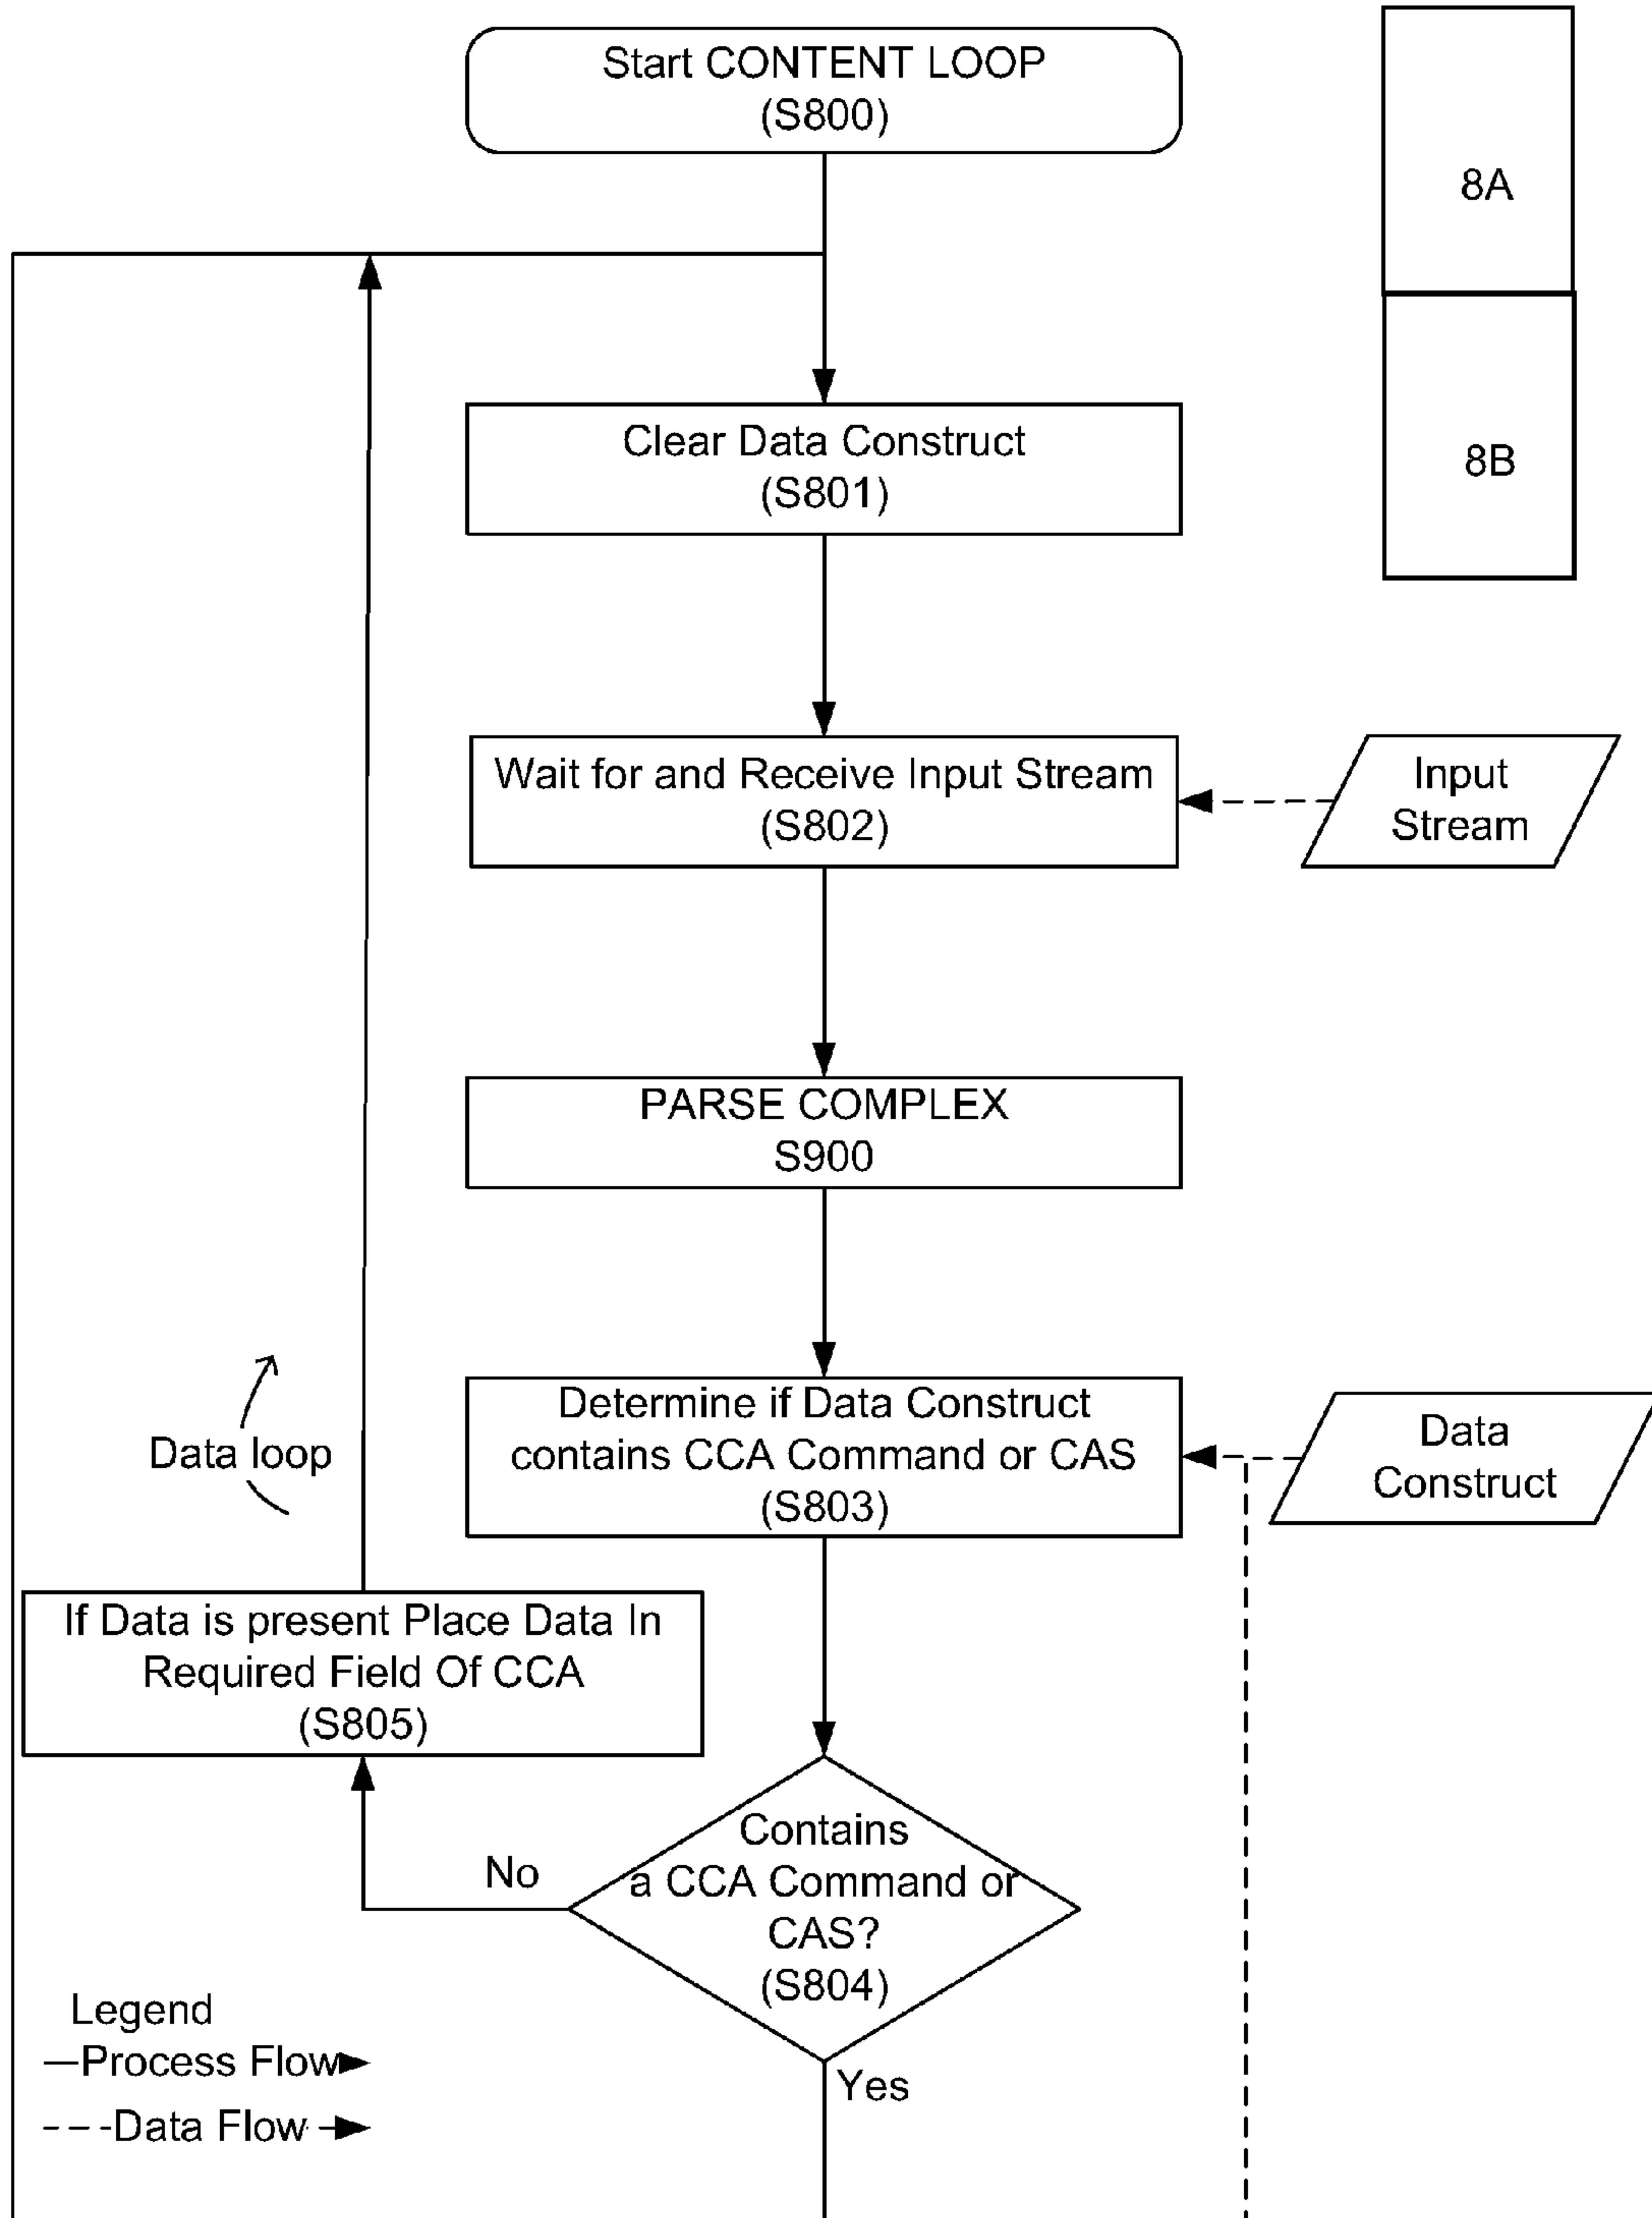 Start CONTENT LOOP
(S800)
8A
Clear Data Construct
(S801)
8B
Wait for and Receive Input Stream
(S802)
Input
Stream
PARSE COMPLEX
S900
Determine if Data Construct
contains CCA Command or CAS
(S803)
Data
Construct
Data loop
If Data is present Place Data In
Required Field Of CCA
(S805)
Contains
a CCA Command or
CAS?
(S804)
No
Yes
Legend
Process Flow
Data Flow